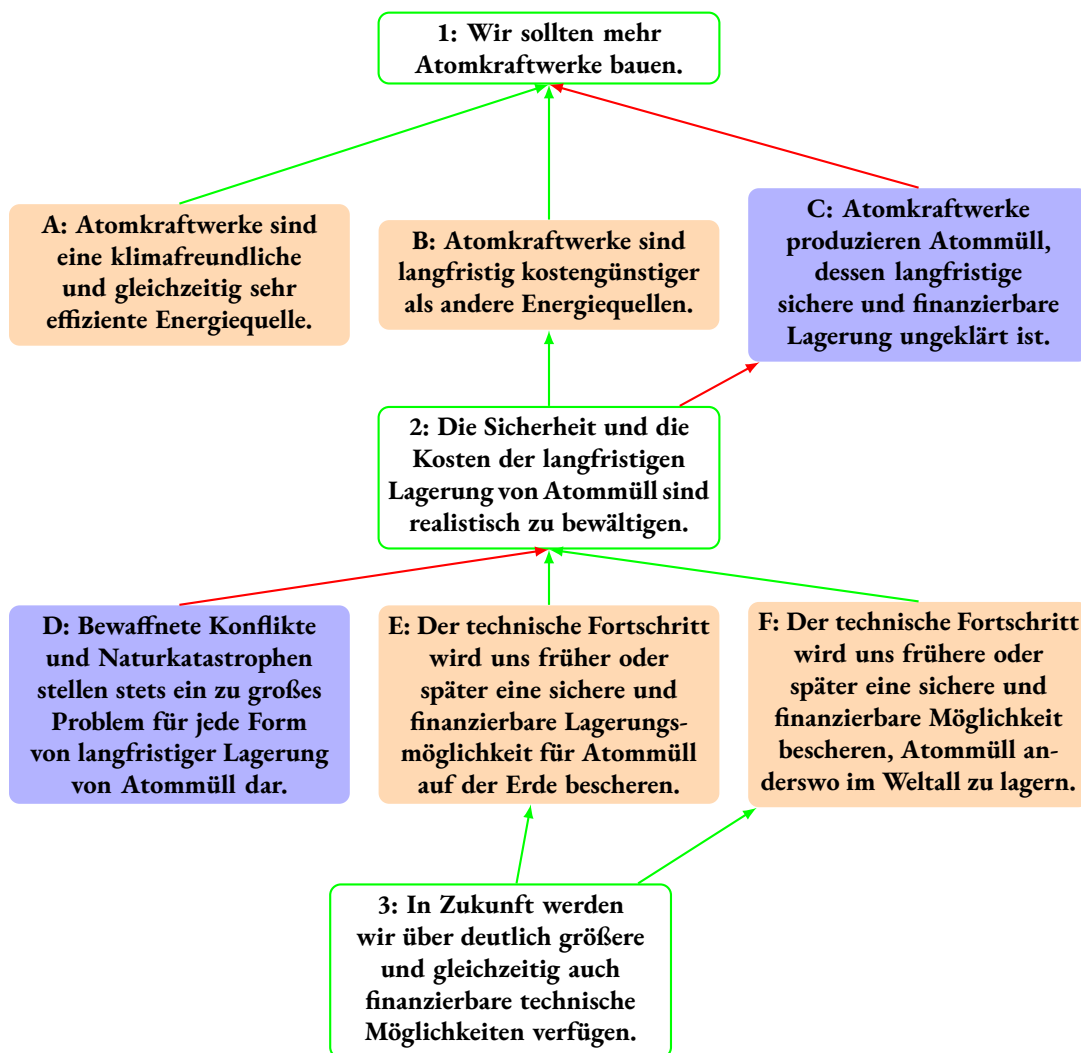 1: Wir sollten mehr
Atomkraftwerke bauen.
A: Atomkraftwerke sind
eine klimafreundliche
und gleichzeitig sehr
effiziente Energiequelle.
B: Atomkraftwerke sind
langfristig kostengünstiger
als andere Energiequellen.
C: Atomkraftwerke
produzieren Atommüll,
dessen langfristige
sichere und finanzierbare
Lagerung ungeklärt ist.
2: Die Sicherheit und die
Kosten der langfristigen
Lagerung von Atommüll sind
realistisch zu bewältigen.
D: Bewaffnete Konflikte
und Naturkatastrophen
stellen stets ein zu großes
Problem für jede Form
von langfristiger Lagerung
von Atommüll dar.
E: Der technische Fortschritt
wird uns früher oder
später eine sichere und
finanzierbare Lagerungs-
möglichkeit für Atommüll
auf der Erde bescheren.
F: Der technische Fortschritt
wird uns frühere oder
später eine sichere und
finanzierbare Möglichkeit
bescheren, Atommüll an-
derswo im Weltall zu lagern.
3: In Zukunft werden
wir über deutlich größere
und gleichzeitig auch
finanzierbare technische
Möglichkeiten verfügen.